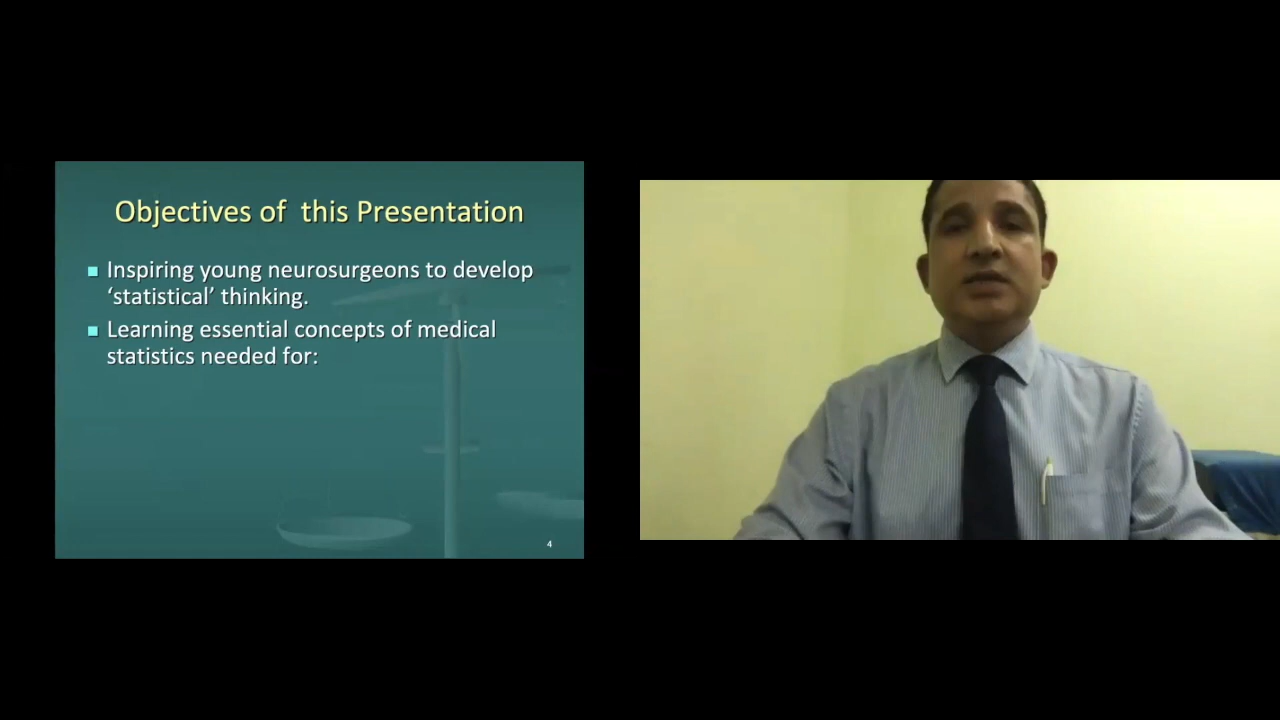 Objectives of this Presentation
Inspiring young neurosurgeons to develop
‘statistical’ thinking.
Learning essential concepts of medical
statistics needed for:
4